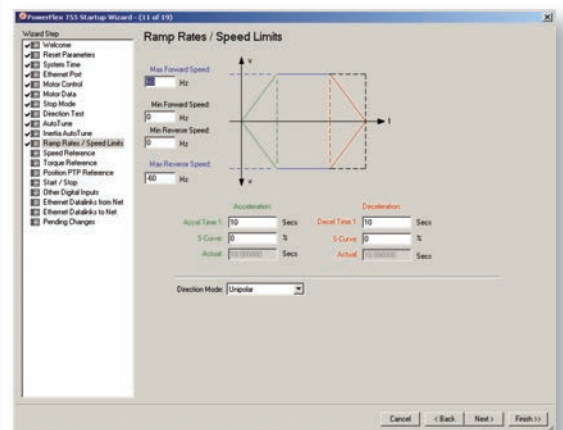 PowerFlex 755 Startup Wizard - (11 of 19)
Wizard Step
Welcome
Reset Parameters
System Time
Ethernet Port
Motor Control
Motor Data
Stop Mode
Direction Test
AutoTune
Inertia AutoTune
Ramp Rates / Speed Limits
Speed Reference
Torque Reference
Position PTP Reference
Start / Stop
Other Digital Inputs
Ethernet Datalinks from Net
Ethernet Datalinks to Net
Pending Changes
Ramp Rates / Speed Limits
Max Forward Speed:
Hz
Min Forward Speed:
0 Hz
Min Reverse Speed:
0 Hz
Max Reverse Speed:
-60 Hz
v
t
v
Acceleration:
Accel Time 1: 10 Secs
S-Curve: 0 %
Actual: 10.000000 Secs
Deceleration:
Decel Time 1: 10 Secs
S-Curve: 0 %
Actual: 10.000000 Secs
Direction Mode: Unipolar
Cancel < Back Next > Finish >>